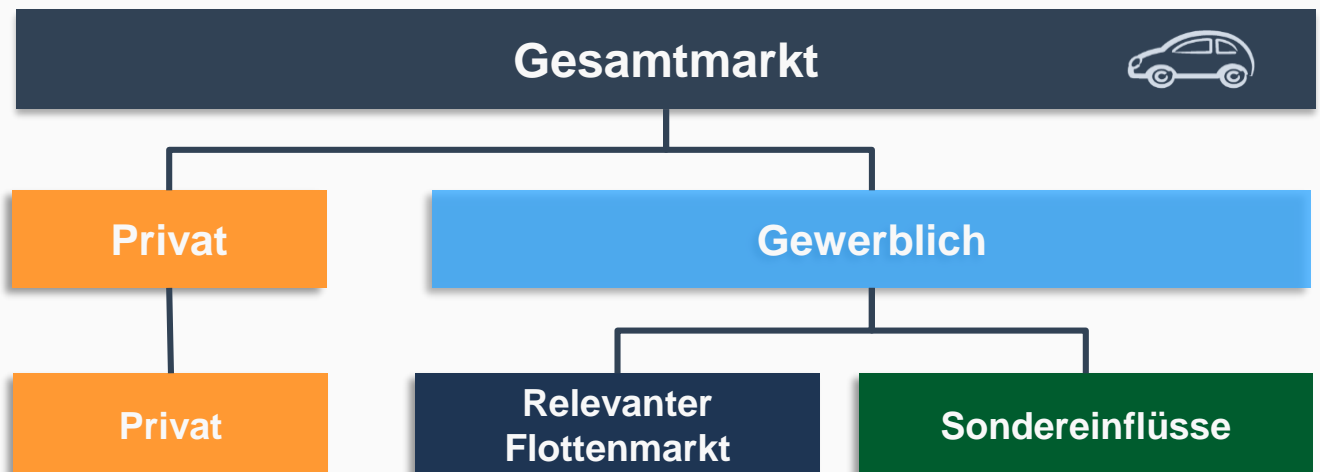 Gesamtmarkt
Privat
Gewerblich
Privat
Relevanter
Flottenmarkt
Sondereinflüsse